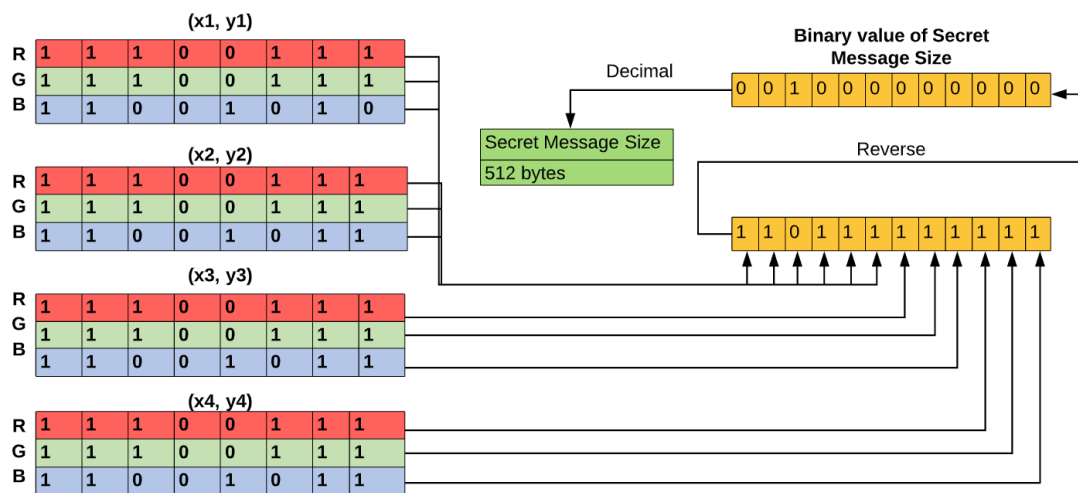 (x1, y1)
R 1 1 1 0 0 1 1 1
G 1 1 1 0 0 1 1 1
B 1 1 0 0 1 0 1 0
(x2, y2)
R 1 1 1 0 0 1 1 1
G 1 1 1 0 0 1 1 1
B 1 1 0 0 1 0 1 1
(x3, y3)
R 1 1 1 0 0 1 1 1
G 1 1 1 0 0 1 1 1
B 1 1 0 0 1 0 1 1
(x4, y4)
R 1 1 1 0 0 1 1 1
G 1 1 1 0 0 1 1 1
B 1 1 0 0 1 0 1 1
Binary value of Secret
Message Size
Decimal
0 0 1 0 0 0 0 0 0 0 0 0
Secret Message Size
512 bytes
Reverse
1 1 0 1 1 1 1 1 1 1 1 1